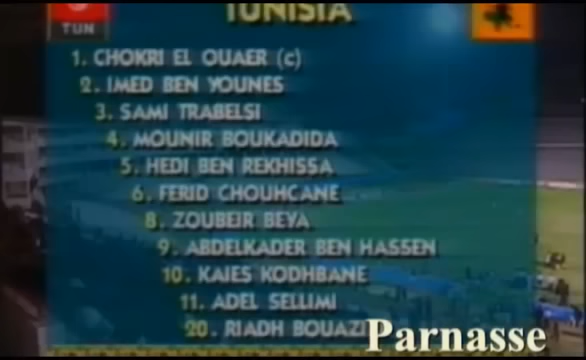 TUNISIA
TUN
1. CHOKRI EL OUAER (c)
2. IMED BEN YOUNES
3. SAMI TRABELSI
4. MOUNIR BOUKADIDA
5. HEDI BEN REKHISSA
6. FERID CHOUHCANE
8. ZOUBEIR BEYA
9. ABDELKADER BEN HASSEN
10. KAIES KODHBANE
11. ADEL SELLIMI
20. RIADH BOUAZI
Parnasse